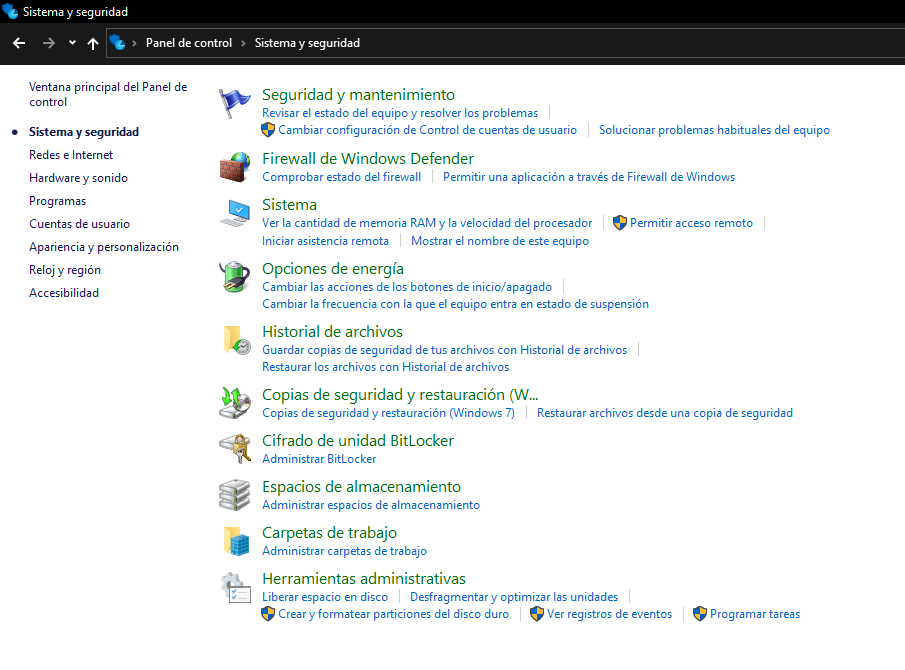 Sistema y seguridad
Panel de control > Sistema y seguridad
Ventana principal del Panel de
control
Sistema y seguridad
Redes e Internet
Hardware y sonido
Programas
Cuentas de usuario
Apariencia y personalización
Reloj y región
Accesibilidad
Seguridad y mantenimiento
Revisar el estado del equipo y resolver los problemas
Cambiar configuración de Control de cuentas de usuario Solucionar problemas habituales del equipo
Firewall de Windows Defender
Comprobar estado del firewall Permitir una aplicación a través de Firewall de Windows
Sistema
Ver la cantidad de memoria RAM y la velocidad del procesador Permitir acceso remoto
Iniciar asistencia remota Mostrar el nombre de este equipo
Opciones de energía
Cambiar las acciones de los botones de inicio/apagado
Cambiar la frecuencia con la que el equipo entra en estado de suspensión
Historial de archivos
Guardar copias de seguridad de tus archivos con Historial de archivos
Restaurar los archivos con Historial de archivos
Copias de seguridad y restauración (W...
Copias de seguridad y restauración (Windows 7) Restaurar archivos desde una copia de seguridad
Cifrado de unidad BitLocker
Administrar BitLocker
Espacios de almacenamiento
Administrar espacios de almacenamiento
Carpetas de trabajo
Administrar carpetas de trabajo
Herramientas administrativas
Liberar espacio en disco Desfragmentar y optimizar las unidades
Crear y formatear particiones del disco duro Ver registros de eventos Programar tareas